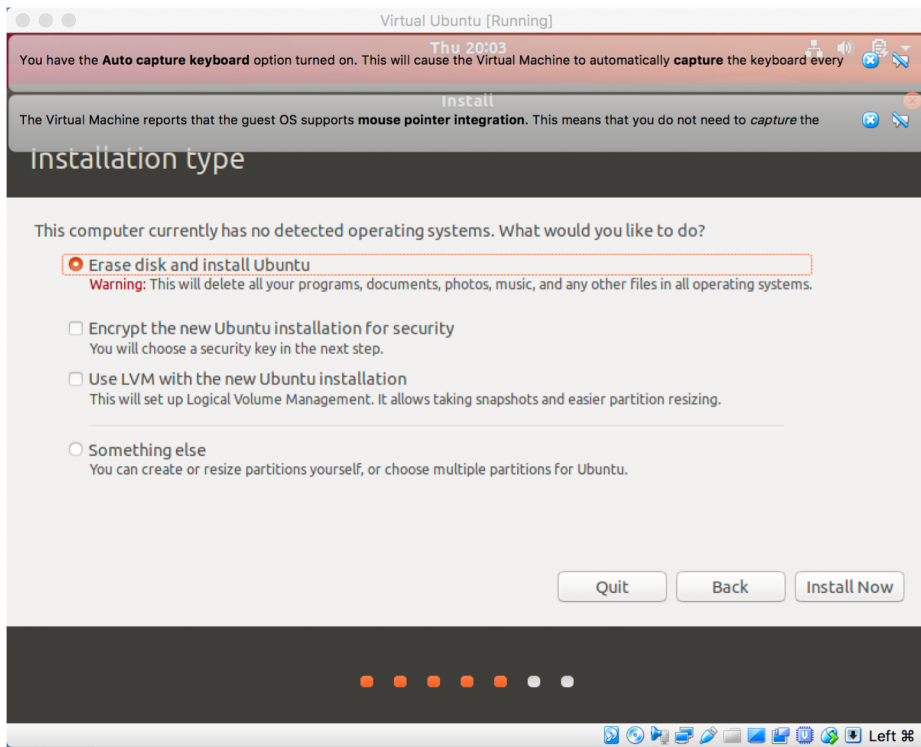 Virtual Ubuntu [Running]
Thu 20:03
You have the Auto capture keyboard option turned on. This will cause the Virtual Machine to automatically capture the keyboard every
Install
The Virtual Machine reports that the guest OS supports mouse pointer integration. This means that you do not need to capture the
Installation type
This computer currently has no detected operating systems. What would you like to do?
Erase disk and install Ubuntu
Warning: This will delete all your programs, documents, photos, music, and any other files in all operating systems.
Encrypt the new Ubuntu installation for security
You will choose a security key in the next step.
Use LVM with the new Ubuntu installation
This will set up Logical Volume Management. It allows taking snapshots and easier partition resizing.
Something else
You can create or resize partitions yourself, or choose multiple partitions for Ubuntu.
Quit Back Install Now
Left ⌘